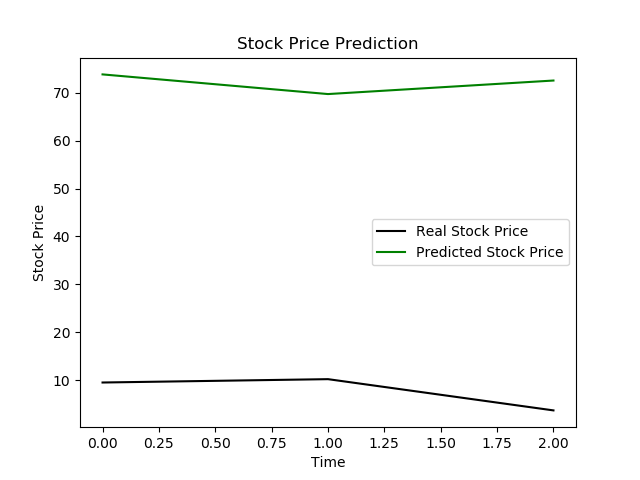 Stock Price Prediction
Stock Price
70
60
50
40
30
20
10
Real Stock Price
Predicted Stock Price
0.00 0.25 0.50 0.75 1.00 1.25 1.50 1.75 2.00
Time